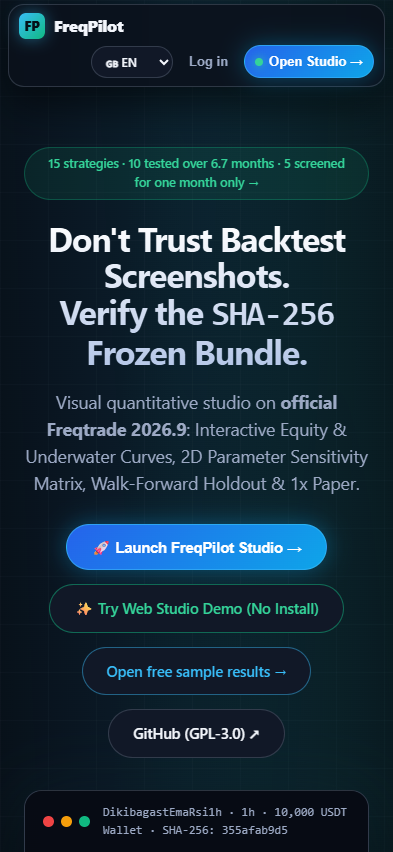 FP FreqPilot
GB EN Log in Open Studio →
15 strategies · 10 tested over 6.7 months · 5 screened
for one month only →
Don't Trust Backtest
Screenshots.
Verify the SHA-256
Frozen Bundle.
Visual quantitative studio on official
Freqtrade 2026.9: Interactive Equity &
Underwater Curves, 2D Parameter Sensitivity
Matrix, Walk-Forward Holdout & 1x Paper.
🚀 Launch FreqPilot Studio →
✨ Try Web Studio Demo (No Install)
Open free sample results →
GitHub (GPL-3.0) ↗
DikibagastEmaRsi1h · 1h · 10,000 USDT
Wallet · SHA-256: 355afab9d5